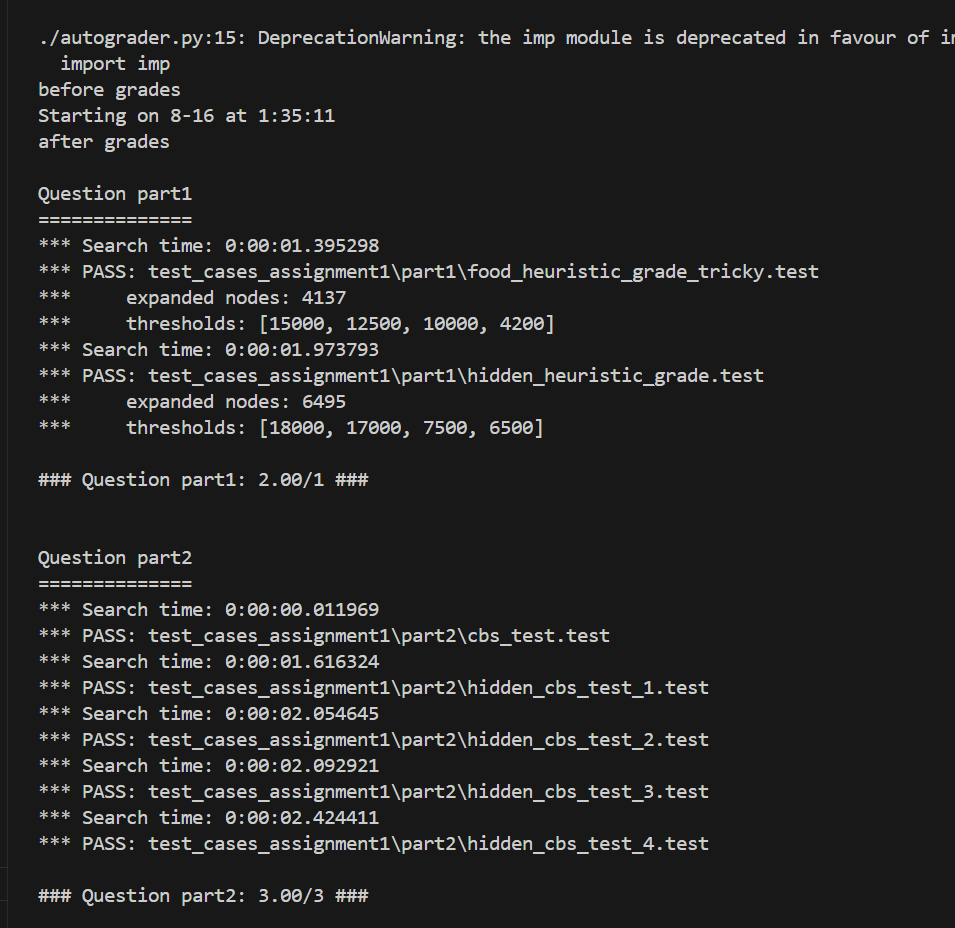 ./autograder.py:15: DeprecationWarning: the imp module is deprecated in favour of
  import imp
before grades
Starting on 8-16 at 1:35:11
after grades

Question part1
==============
*** Search time: 0:00:01.395298
*** PASS: test_cases_assignment1\part1\food_heuristic_grade_tricky.test
***     expanded nodes: 4137
***     thresholds: [15000, 12500, 10000, 4200]
*** Search time: 0:00:01.973793
*** PASS: test_cases_assignment1\part1\hidden_heuristic_grade.test
***     expanded nodes: 6495
***     thresholds: [18000, 17000, 7500, 6500]

### Question part1: 2.00/1 ###


Question part2
==============
*** Search time: 0:00:00.011969
*** PASS: test_cases_assignment1\part2\cbs_test.test
*** Search time: 0:00:01.616324
*** PASS: test_cases_assignment1\part2\hidden_cbs_test_1.test
*** Search time: 0:00:02.054645
*** PASS: test_cases_assignment1\part2\hidden_cbs_test_2.test
*** Search time: 0:00:02.092921
*** PASS: test_cases_assignment1\part2\hidden_cbs_test_3.test
*** Search time: 0:00:02.424411
*** PASS: test_cases_assignment1\part2\hidden_cbs_test_4.test

### Question part2: 3.00/3 ###